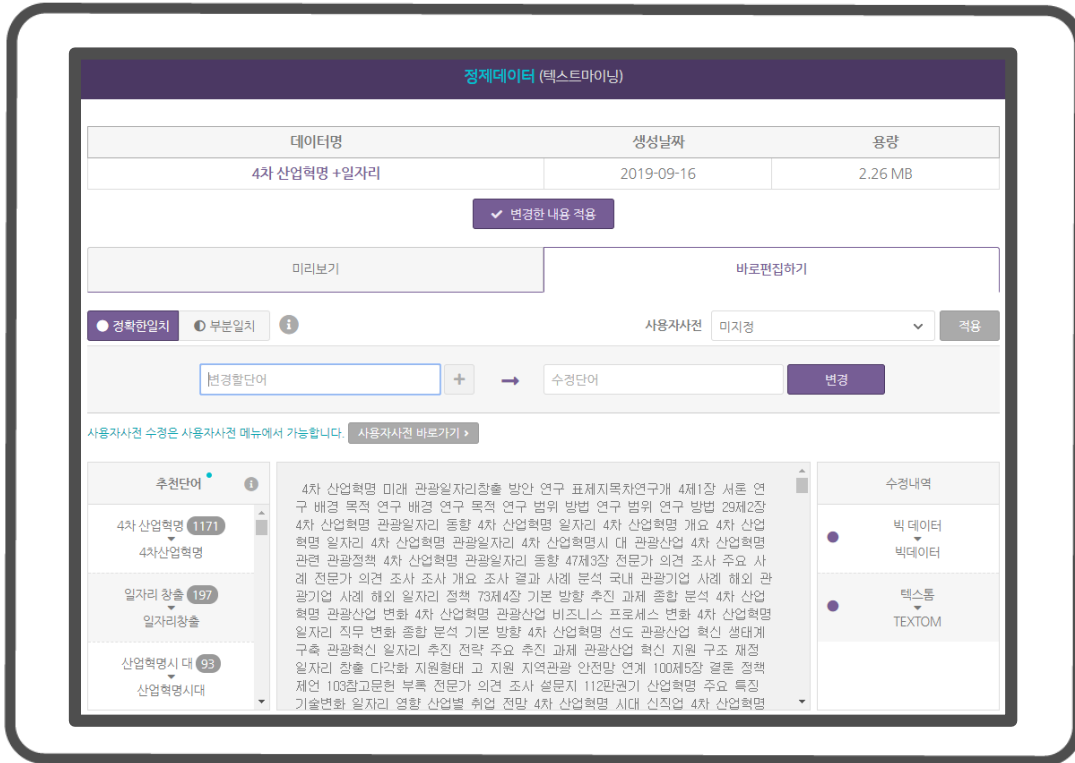 정제데이터 (텍스트마이닝)
데이터명 생성날짜 용량
4차 산업혁명 +일자리 2019-09-16 2.26 MB
변경한 내용 적용
미리보기 바로편집하기
정확한일치 부분일치 사용자사전 미지정 적용
변경할단어 + → 수정단어 변경
사용자사전 수정은 사용자사전 메뉴에서 가능합니다. 사용자사전 바로가기 ›
추천단어
4차 산업혁명 1171
4차산업혁명
일자리 창출 197
일자리창출
산업혁명시 대 93
산업혁명시대
4차 산업혁명 미래 관광일자리창출 방안 연구 표제지목차연구개 4제1장 서론 연
구 배경 목적 연구 배경 연구 목적 연구 범위 방법 연구 범위 연구 방법 29제2장
4차 산업혁명 관광일자리 동향 4차 산업혁명 일자리 4차 산업혁명 개요 4차 산업
혁명 일자리 4차 산업혁명 관광일자리 4차 산업혁명시 대 관광산업 4차 산업혁명
관련 관광정책 4차 산업혁명 관광일자리 동향 47제3장 전문가 의견 조사 주요 사
례 전문가 의견 조사 조사 개요 조사 결과 사례 분석 국내 관광기업 사례 해외 관
광기업 사례 해외 일자리 정책 73제4장 기본 방향 추진 과제 종합 분석 4차 산업
혁명 관광산업 변화 4차 산업혁명 관광산업 비즈니스 프로세스 변화 4차 산업혁명
일자리 직무 변화 종합 분석 기본 방향 4차 산업혁명 선도 관광산업 혁신 생태계
구축 관광혁신 일자리 추진 전략 주요 추진 과제 관광산업 혁신 지원 구조 재정
일자리 창출 다각화 지원형태 고 지원 지역관광 안전망 연계 100제5장 결론 정책
제언 103참고문헌 부록 전문가 의견 조사 설문지 112판권기 산업혁명 주요 특징
기술변화 일자리 영향 산업별 취업 전망 4차 산업혁명 시대 신직업 4차 산업혁명
수정내역
빅 데이터
빅데이터
텍스톰
TEXTOM